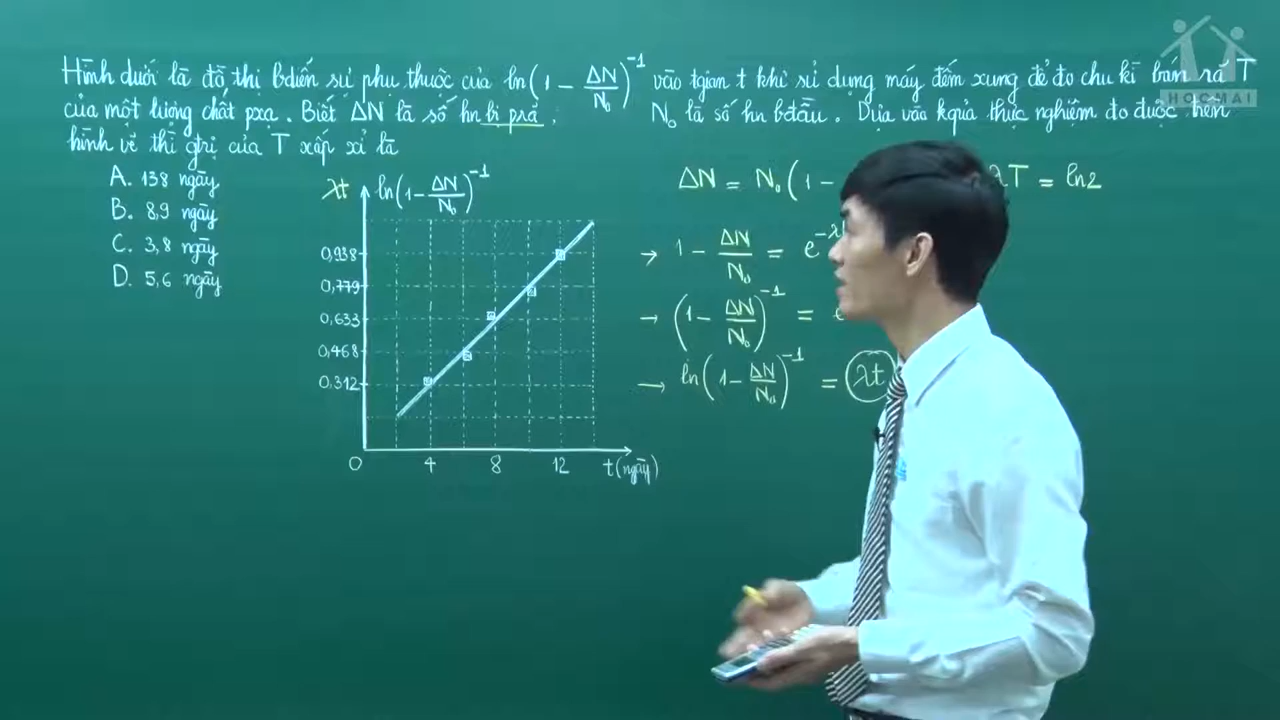 Hình dưới là đồ thị bdiến sự phụ thuộc của ln(1 - ΔN/N₀)⁻¹ vào tgian t khi sử dụng máy đếm xung để đo chu kì bán rã T
của một lượng chất pxạ. Biết ΔN là số hn bị prã, N₀ là số hn bđầu. Dựa vào kquả thực nghiệm đo được trên
hình vẽ thì gtrị của T xấp xỉ là
A. 138 ngày
B. 8,9 ngày
C. 3,8 ngày
D. 5,6 ngày
λt ln(1 - ΔN/N₀)⁻¹
0,938
0,779
0,633
0,468
0,312
0 4 8 12 t(ngày)
ΔN = N₀(1 - λT = ln2
→ 1 - ΔN/N₀ = e^-λ
→ (1 - ΔN/N₀)⁻¹ = e
→ ln(1 - ΔN/N₀)⁻¹ = λt
HOCMAI